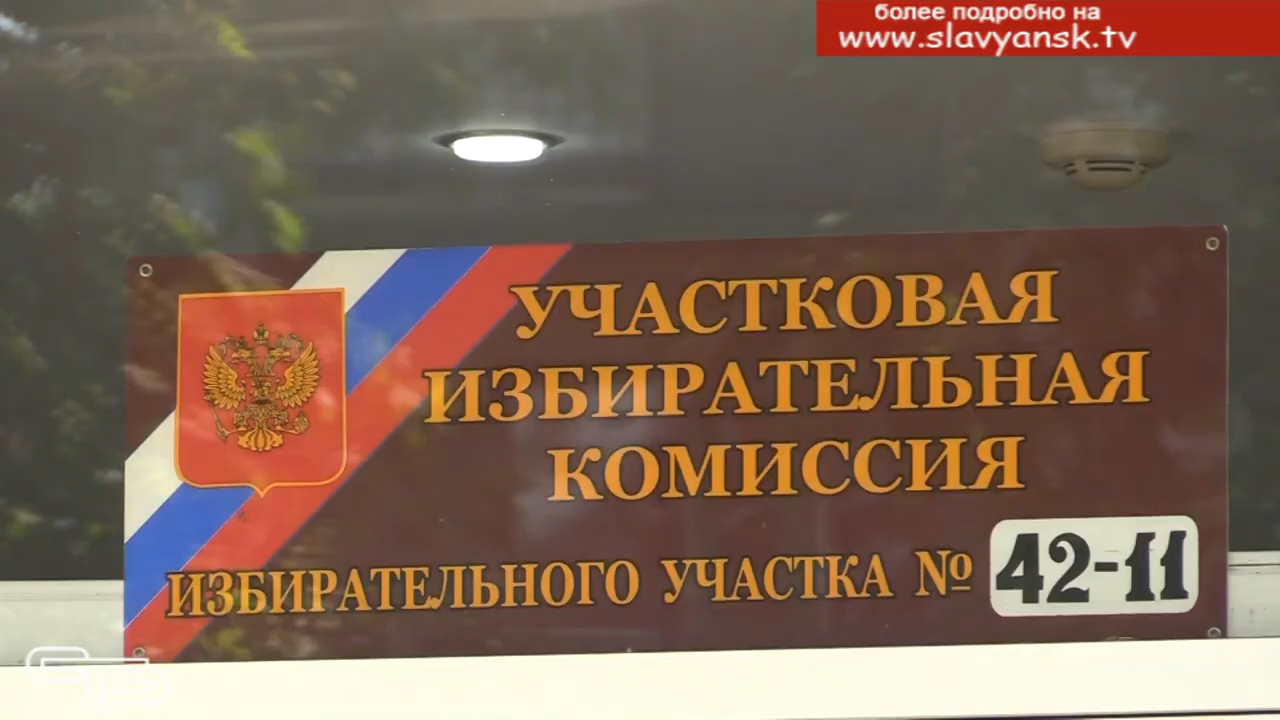 более подробно на
www.slavyansk.tv
УЧАСТКОВАЯ
ИЗБИРАТЕЛЬНАЯ
КОМИССИЯ
ИЗБИРАТЕЛЬНОГО УЧАСТКА № 42-11